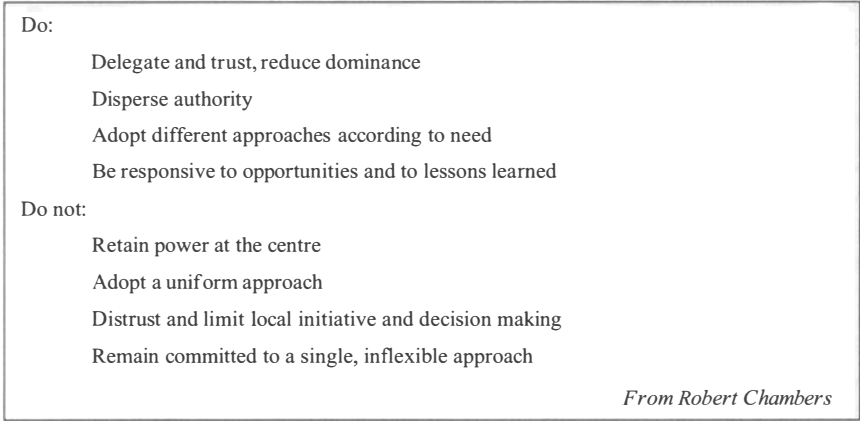 Do:
Delegate and trust, reduce dominance
Disperse authority
Adopt different approaches according to need
Be responsive to opportunities and to lessons learned
Do not:
Retain power at the centre
Adopt a uniform approach
Distrust and limit local initiative and decision making
Remain committed to a single, inflexible approach
From Robert Chambers